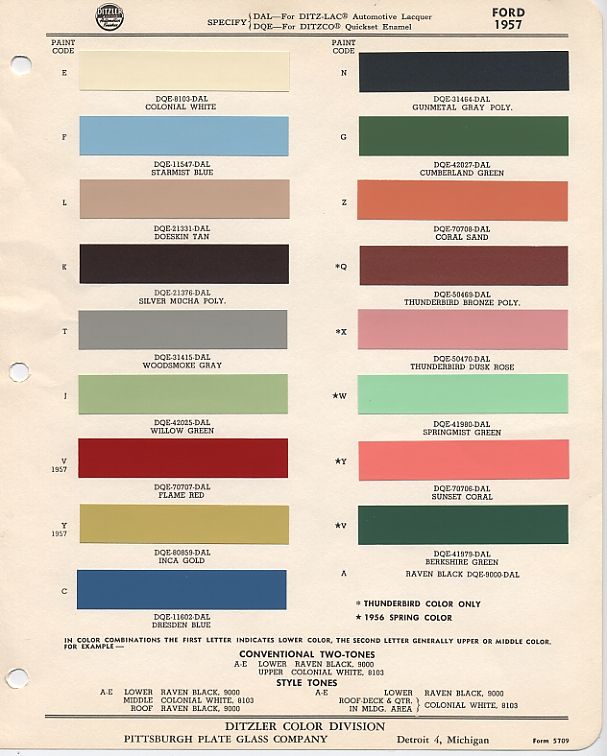 DITZLER
SPECIFY { DAL—For DITZ-LAC® Automotive Lacquer
DQE—For DITZCO® Quickset Enamel
FORD
1957
PAINT
CODE
E
DQE-8103-DAL
COLONIAL WHITE
F
DQE-11547-DAL
STARMIST BLUE
L
DQE-21331-DAL
DOESKIN TAN
K
DQE-21376-DAL
SILVER MOCHA POLY.
T
DQE-31415-DAL
WOODSMOKE GRAY
J
DQE-42025-DAL
WILLOW GREEN
V
1957
DQE-70707-DAL
FLAME RED
Y
1957
DQE-80859-DAL
INCA GOLD
C
DQE-11602-DAL
DRESDEN BLUE
PAINT
CODE
N
DQE-31464-DAL
GUNMETAL GRAY POLY.
G
DQE-42027-DAL
CUMBERLAND GREEN
Z
DQE-70708-DAL
CORAL SAND
*Q
DQE-50469-DAL
THUNDERBIRD BRONZE POLY.
*X
DQE-50470-DAL
THUNDERBIRD DUSK ROSE
★W
DQE-41980-DAL
SPRINGMIST GREEN
★Y
DQE-70706-DAL
SUNSET CORAL
★V
DQE-41979-DAL
BERKSHIRE GREEN
A RAVEN BLACK DQE-9000-DAL
* THUNDERBIRD COLOR ONLY
★ 1956 SPRING COLOR
IN COLOR COMBINATIONS THE FIRST LETTER INDICATES LOWER COLOR, THE SECOND LETTER GENERALLY UPPER OR MIDDLE COLOR.
FOR EXAMPLE—
CONVENTIONAL TWO-TONES
A-E LOWER RAVEN BLACK, 9000
UPPER COLONIAL WHITE, 8103
STYLE TONES
A-E LOWER RAVEN BLACK, 9000
MIDDLE COLONIAL WHITE, 8103
ROOF RAVEN BLACK, 9000
A-E LOWER RAVEN BLACK, 9000
ROOF-DECK & QTR. } COLONIAL WHITE, 8103
IN MLDG. AREA
DITZLER COLOR DIVISION
PITTSBURGH PLATE GLASS COMPANY Detroit 4, Michigan Form 5709